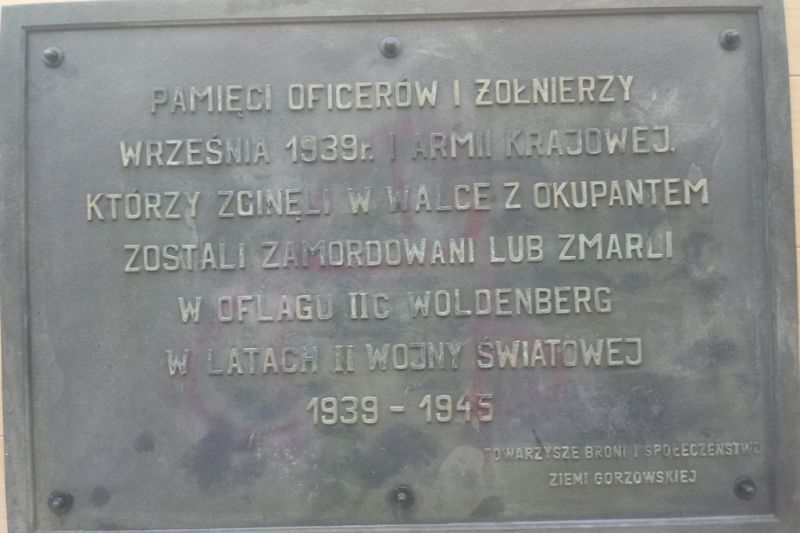 PAMIĘCI OFICERÓW I ŻOŁNIERZY
WRZEŚNIA 1939r. I ARMII KRAJOWEJ,
KTÓRZY ZGINĘLI W WALCE Z OKUPANTEM
ZOSTALI ZAMORDOWANI LUB ZMARLI
W OFLAGU IIC WOLDENBERG
W LATACH II WOJNY ŚWIATOWEJ
1939 - 1945
TOWARZYSZE BRONI I SPOŁECZEŃSTWO
ZIEMI GORZOWSKIEJ